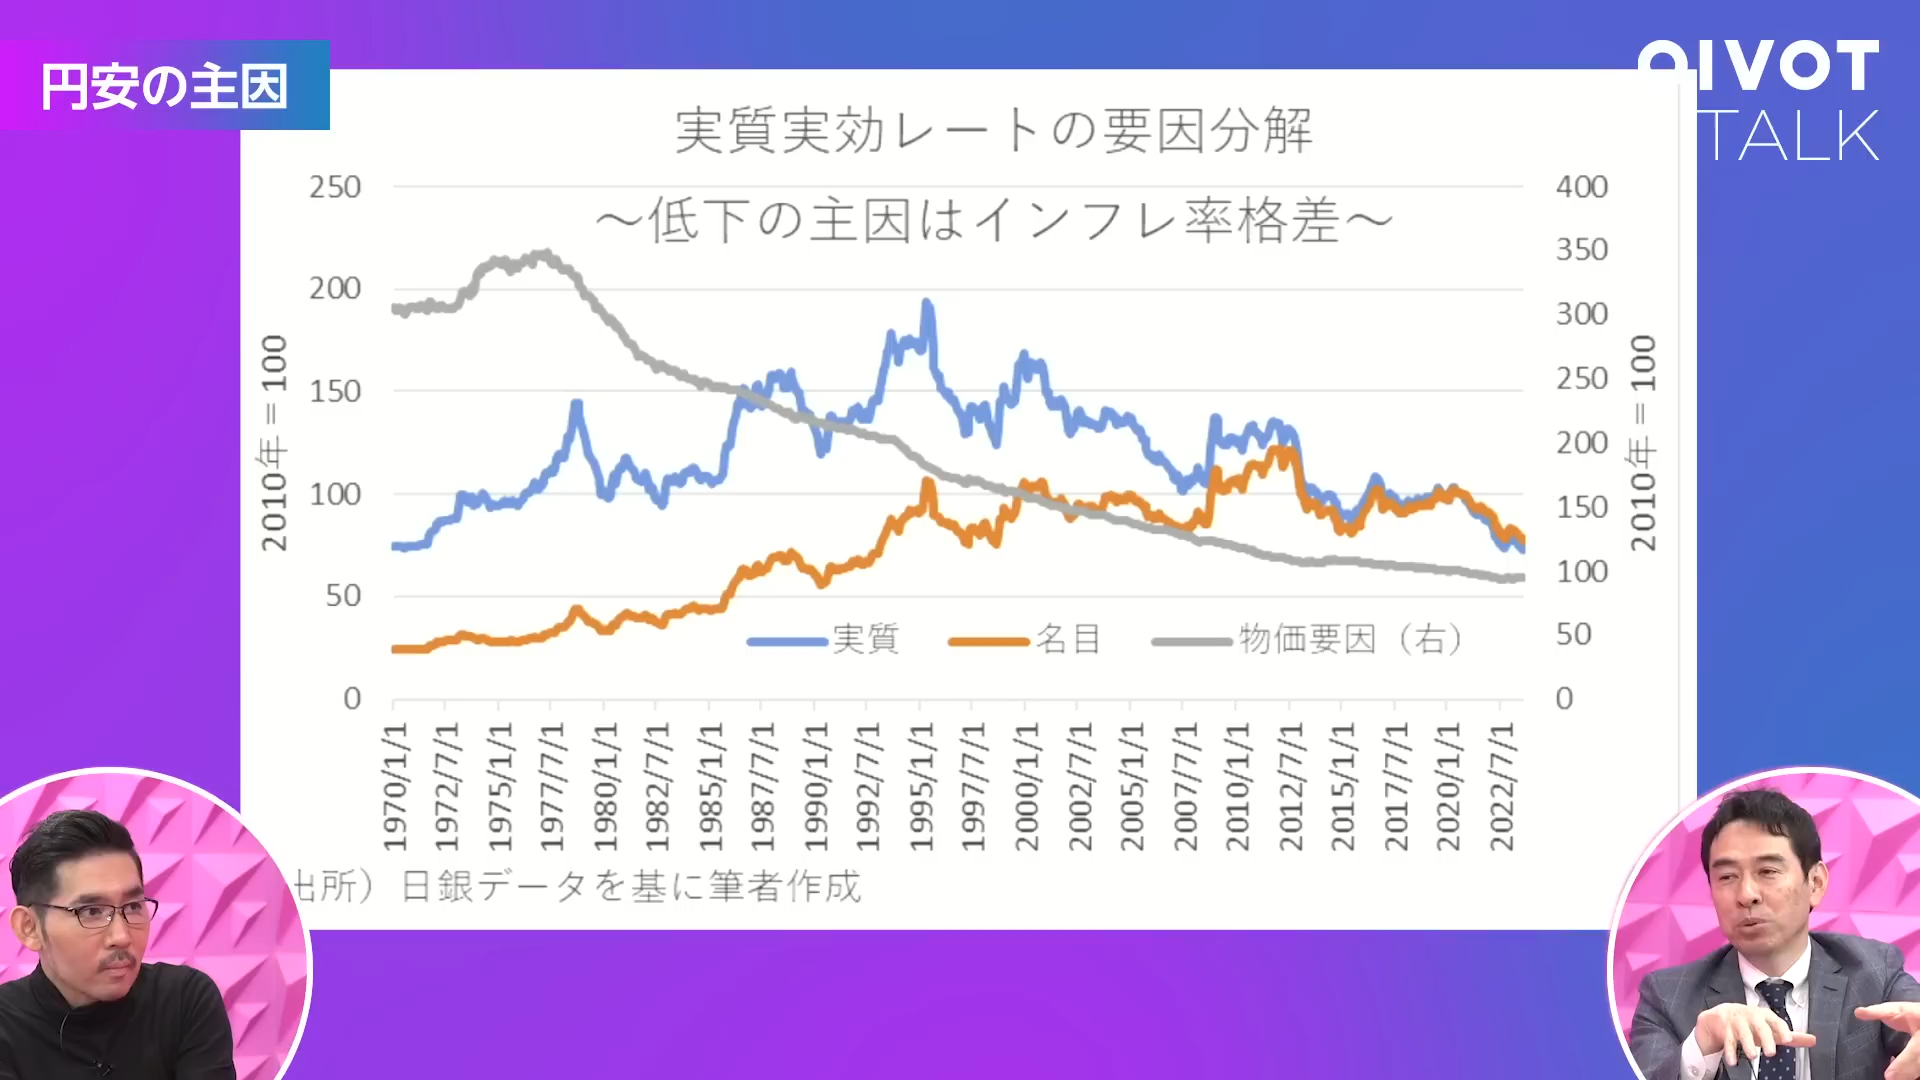 円安の主因
PIVOT
TALK
実質実効レートの要因分解
～低下の主因はインフレ率格差～
250
200
150
100
50
0
2010年＝100
400
350
300
250
200
150
100
50
0
2010年＝100
実質 名目 物価要因（右）
1970/1/1 1972/7/1 1975/1/1 1977/7/1 1980/1/1 1982/7/1 1985/1/1 1987/7/1 1990/1/1 1992/7/1 1995/1/1 1997/7/1 2000/1/1 2002/7/1 2005/1/1 2007/7/1 2010/1/1 2012/7/1 2015/1/1 2017/7/1 2020/1/1 2022/7/1
出所）日銀データを基に筆者作成